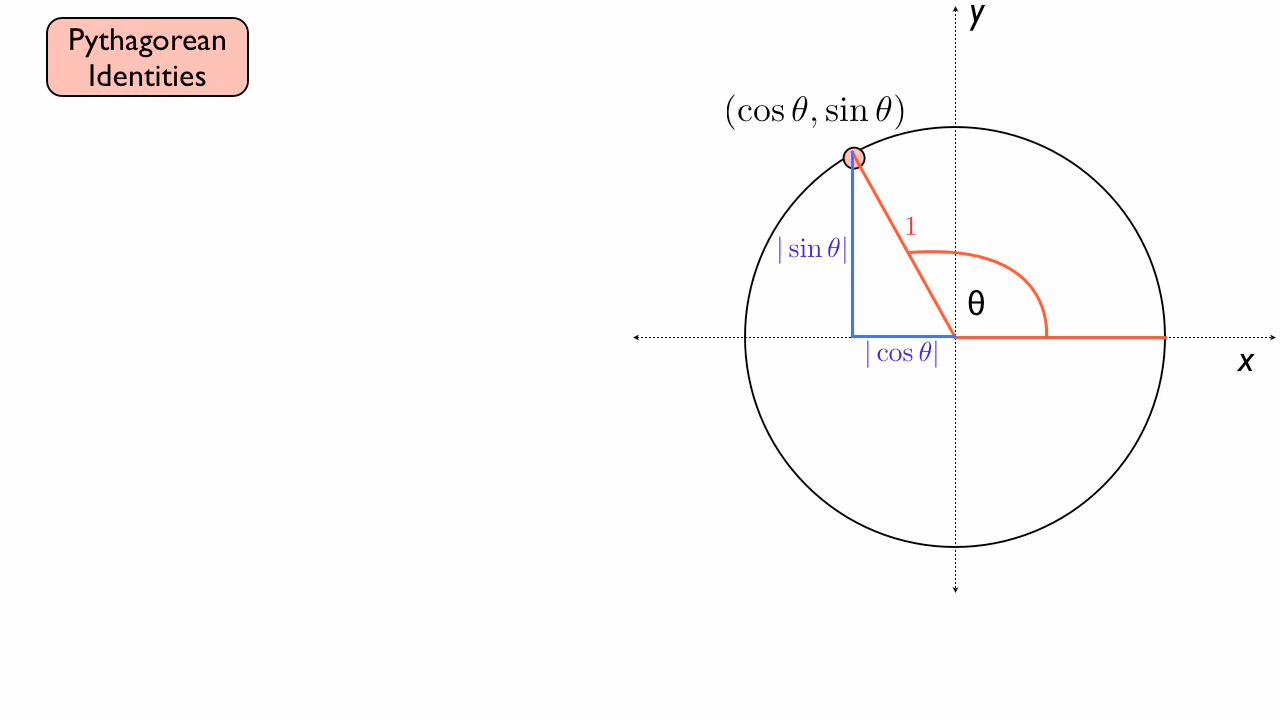 Pythagorean
Identities
y
(cos θ, sin θ)
1
|sin θ|
θ
|cos θ|
x